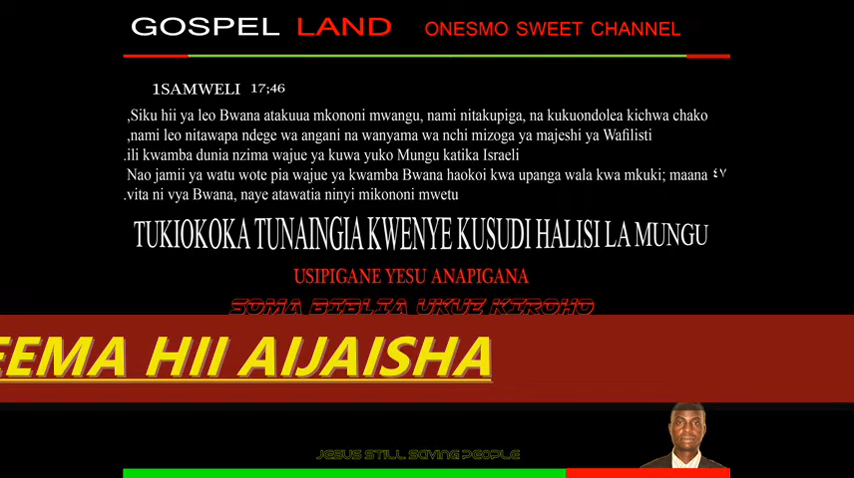 GOSPEL LAND ONESMO SWEET CHANNEL
1SAMWELI 17;46
,Siku hii ya leo Bwana atakuua mkononi mwangu, nami nitakupiga, na kukuondolea kichwa chako
,nami leo nitawapa ndege wa angani na wanyama wa nchi mizoga ya majeshi ya Wafilisti
.ili kwamba dunia nzima wajue ya kuwa yuko Mungu katika Israeli
Nao jamii ya watu wote pia wajue ya kwamba Bwana haokoi kwa upanga wala kwa mkuki; maana ٤٧
.vita ni vya Bwana, naye atawatia ninyi mikononi mwetu
TUKIOKOKA TUNAINGIA KWENYE KUSUDI HALISI LA MUNGU
USIPIGANE YESU ANAPIGANA
SOMA BIBLIA UKUE KIROHO
EEMA HII AIJAISHA
JESUS STILL SAVING PEOPLE